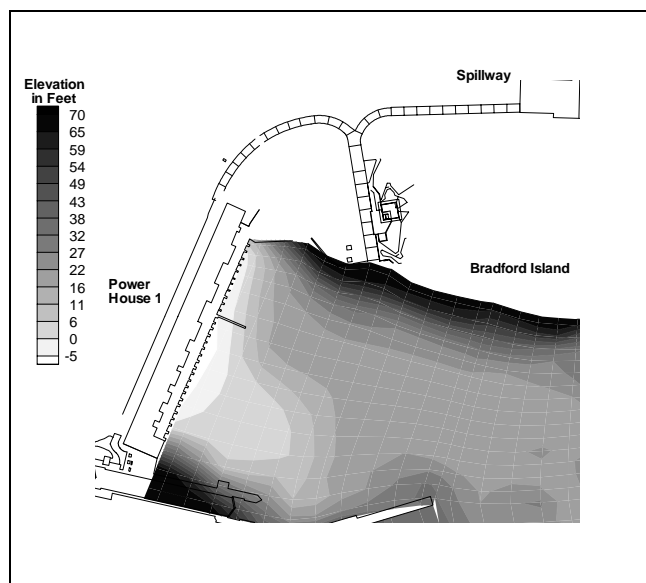 Elevation
in Feet
70
65
59
54
49
43
38
32
27
22
16
11
6
0
-5
Spillway
Bradford Island
Power
House 1